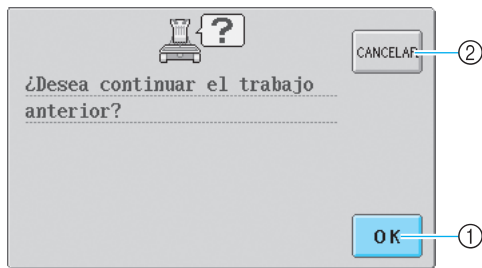 ?
CANCELAR
②
¿Desea continuar el trabajo
anterior?
OK
①